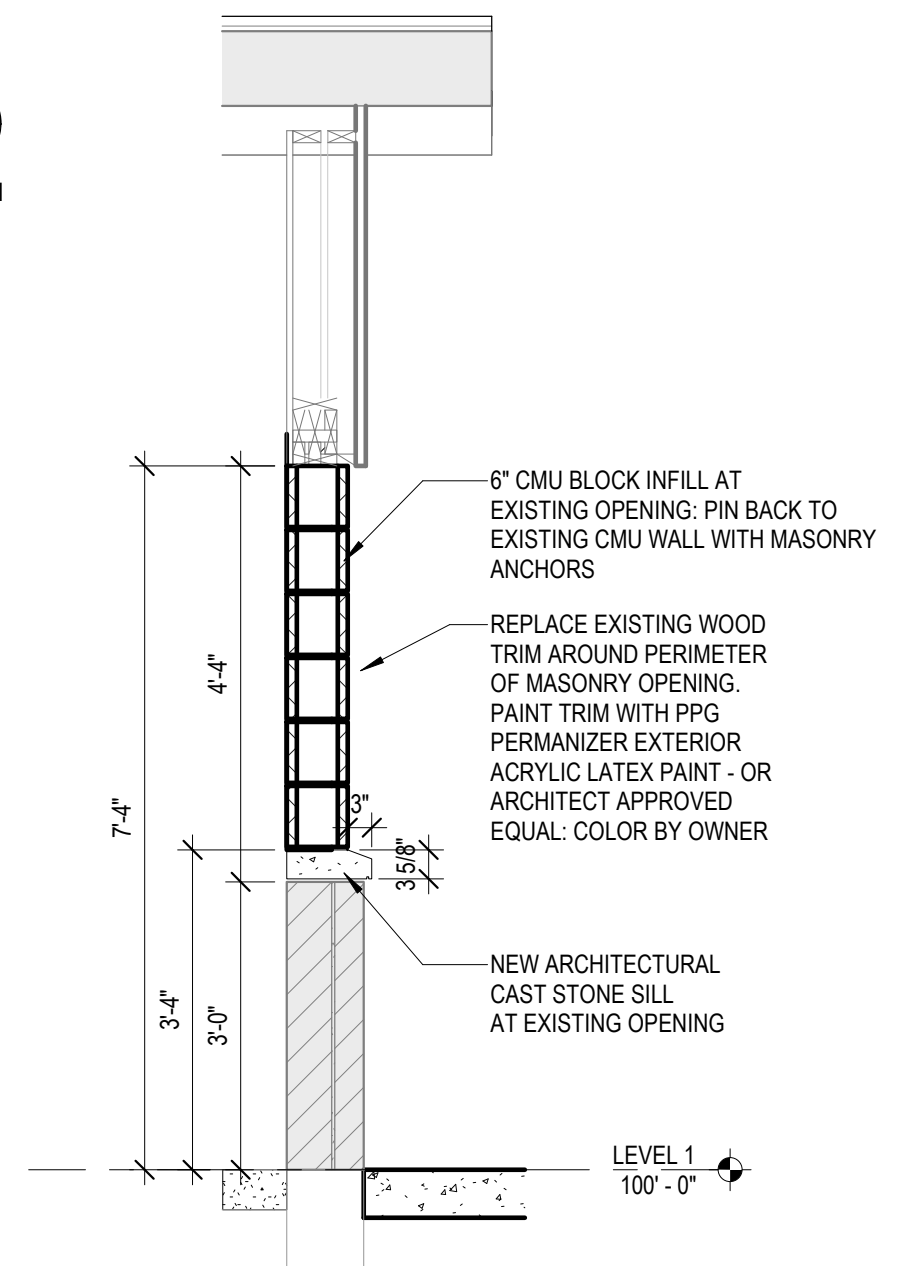 6" CMU BLOCK INFILL AT
EXISTING OPENING: PIN BACK TO
EXISTING CMU WALL WITH MASONRY
ANCHORS
REPLACE EXISTING WOOD
TRIM AROUND PERIMETER
OF MASONRY OPENING.
PAINT TRIM WITH PPG
PERMANIZER EXTERIOR
ACRYLIC LATEX PAINT - OR
ARCHITECT APPROVED
EQUAL: COLOR BY OWNER
4'-4"
7'-4"
3"
3 5/8"
NEW ARCHITECTURAL
CAST STONE SILL
AT EXISTING OPENING
3'-4"
3'-0"
LEVEL 1
100' - 0"